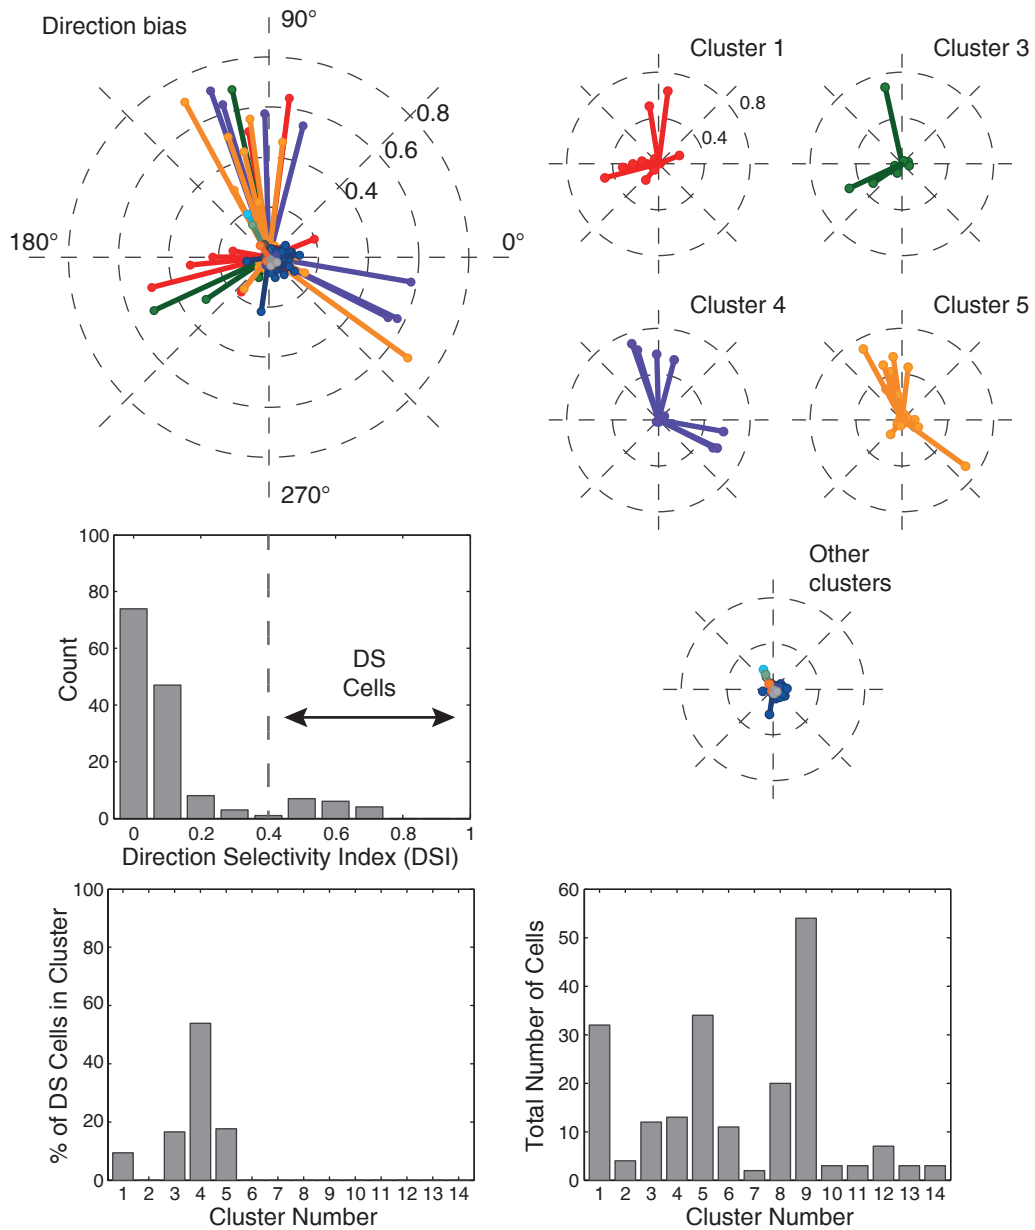 Direction bias
90°
0.8
0.6
0.4
180°
0°
270°
Cluster 1
0.8
0.4
Cluster 3
Cluster 4
Cluster 5
Other
clusters
100
80
60
40
20
0
Count
DS
Cells
0 0.2 0.4 0.6 0.8 1
Direction Selectivity Index (DSI)
100
80
60
40
20
0
% of DS Cells in Cluster
1 2 3 4 5 6 7 8 9 10 11 12 13 14
Cluster Number
60
50
40
30
20
10
0
Total Number of Cells
1 2 3 4 5 6 7 8 9 10 11 12 13 14
Cluster Number